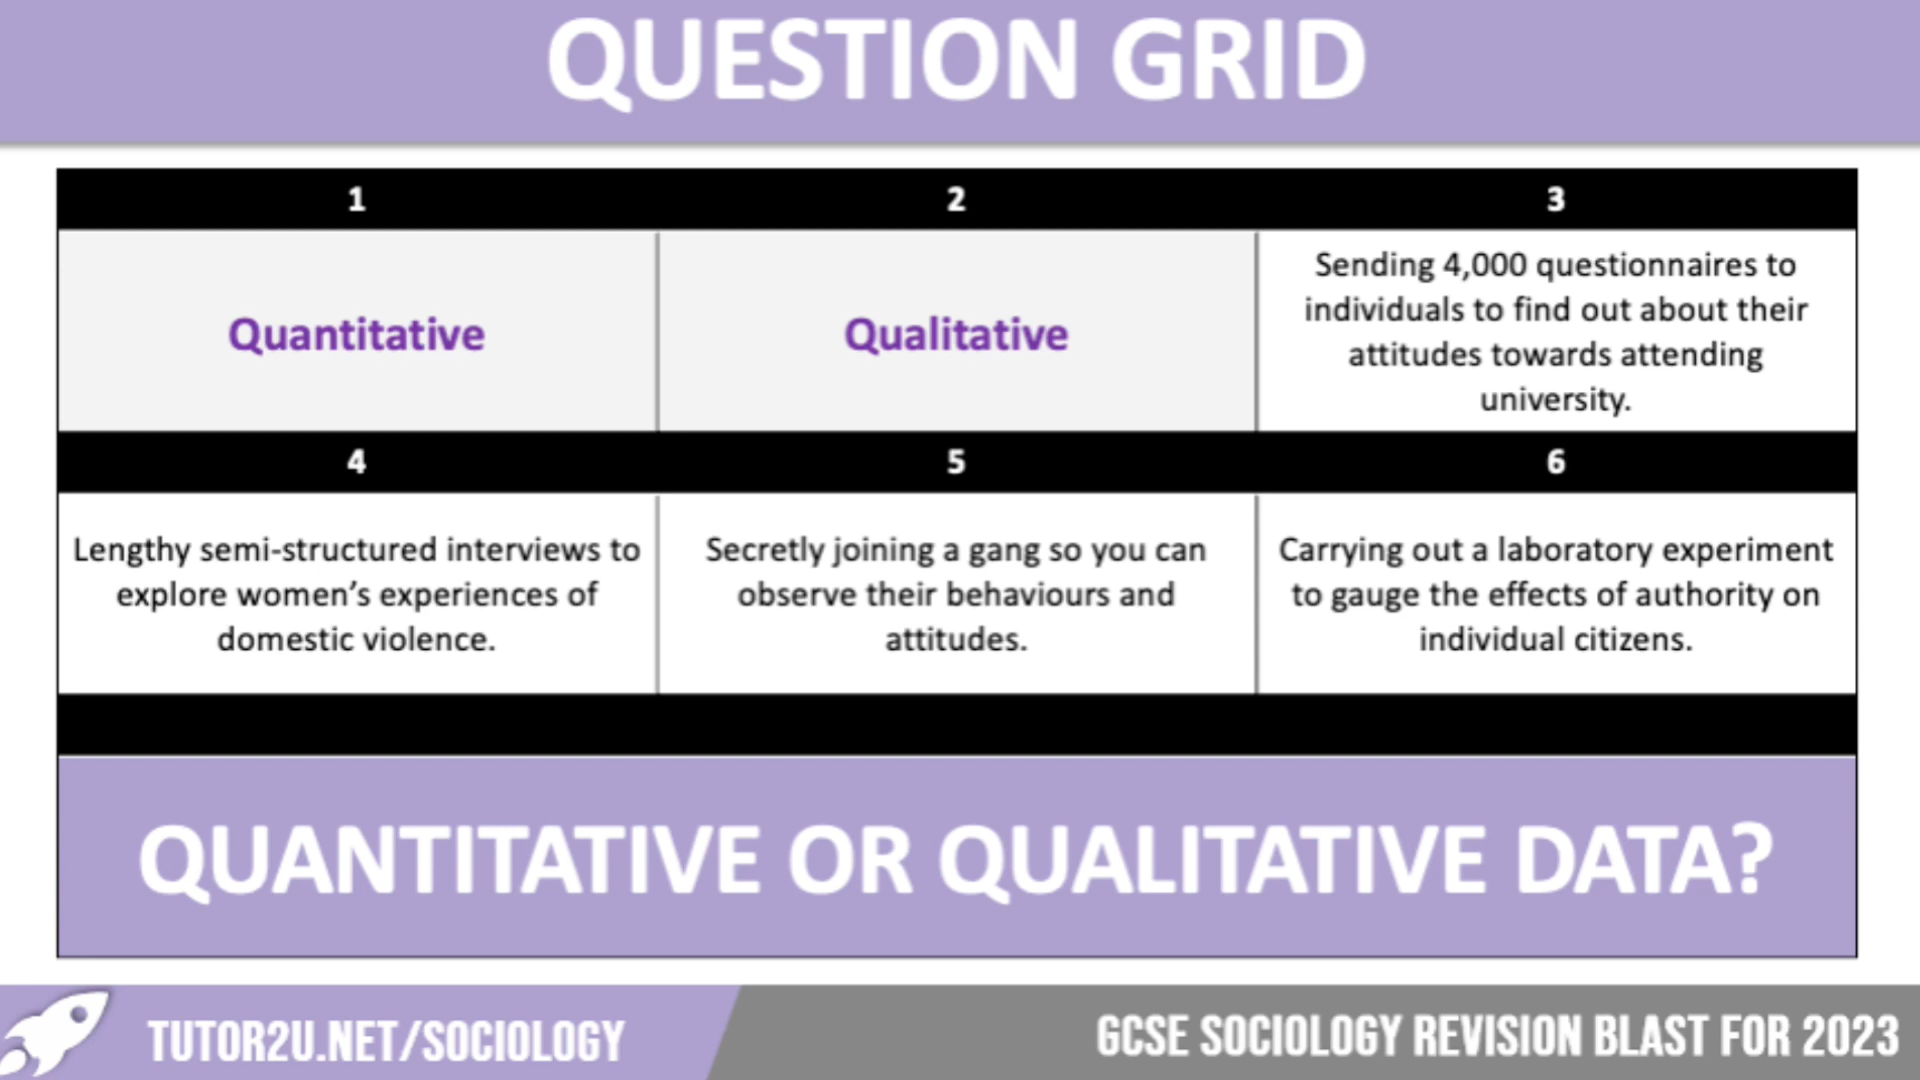 QUESTION GRID
1
2
3
Quantitative
Qualitative
Sending 4,000 questionnaires to
individuals to find out about their
attitudes towards attending
university.
4
5
6
Lengthy semi-structured interviews to
explore women’s experiences of
domestic violence.
Secretly joining a gang so you can
observe their behaviours and
attitudes.
Carrying out a laboratory experiment
to gauge the effects of authority on
individual citizens.
QUANTITATIVE OR QUALITATIVE DATA?
TUTOR2U.NET/SOCIOLOGY
GCSE SOCIOLOGY REVISION BLAST FOR 2023